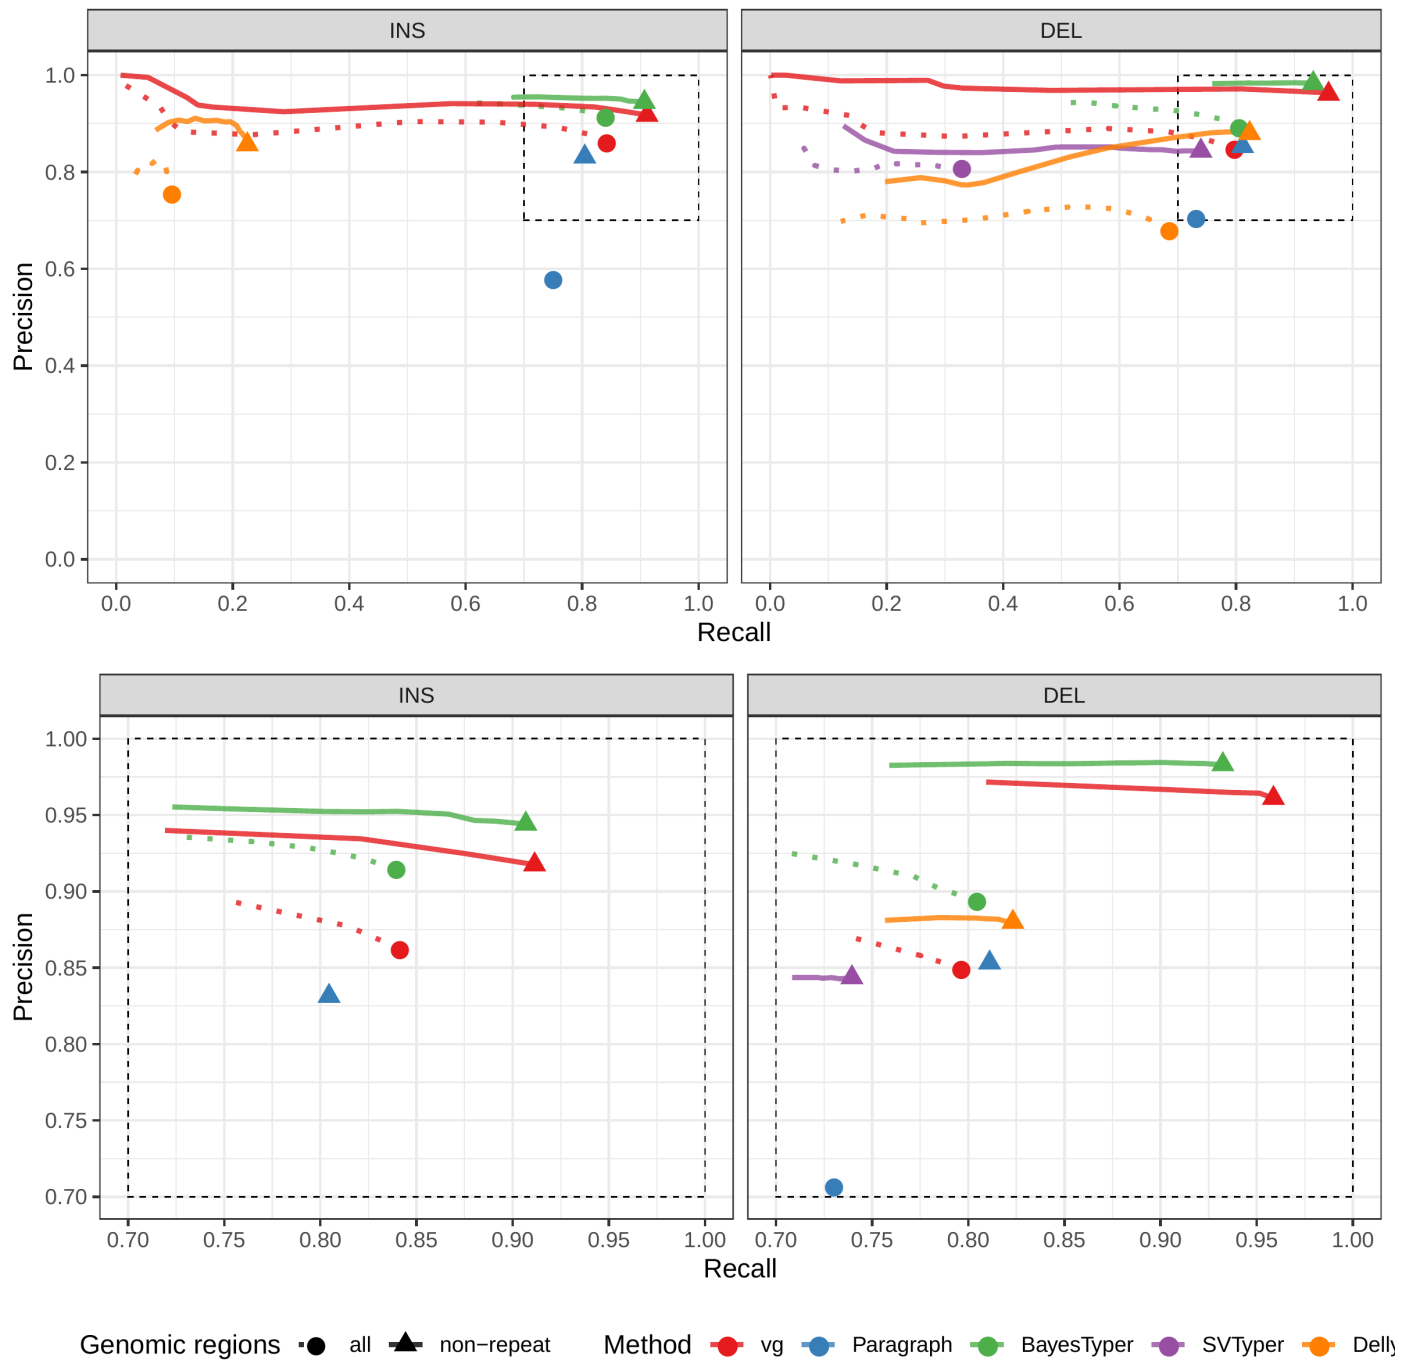 INS DEL
1.0
0.8
0.6
0.4
0.2
0.0
Precision
0.0 0.2 0.4 0.6 0.8 1.0 0.0 0.2 0.4 0.6 0.8 1.0
Recall
INS DEL
1.00
0.95
0.90
0.85
0.80
0.75
0.70
Precision
0.70 0.75 0.80 0.85 0.90 0.95 1.00 0.70 0.75 0.80 0.85 0.90 0.95 1.00
Recall
Genomic regions all non−repeat Method vg Paragraph BayesTyper SVTyper Delly